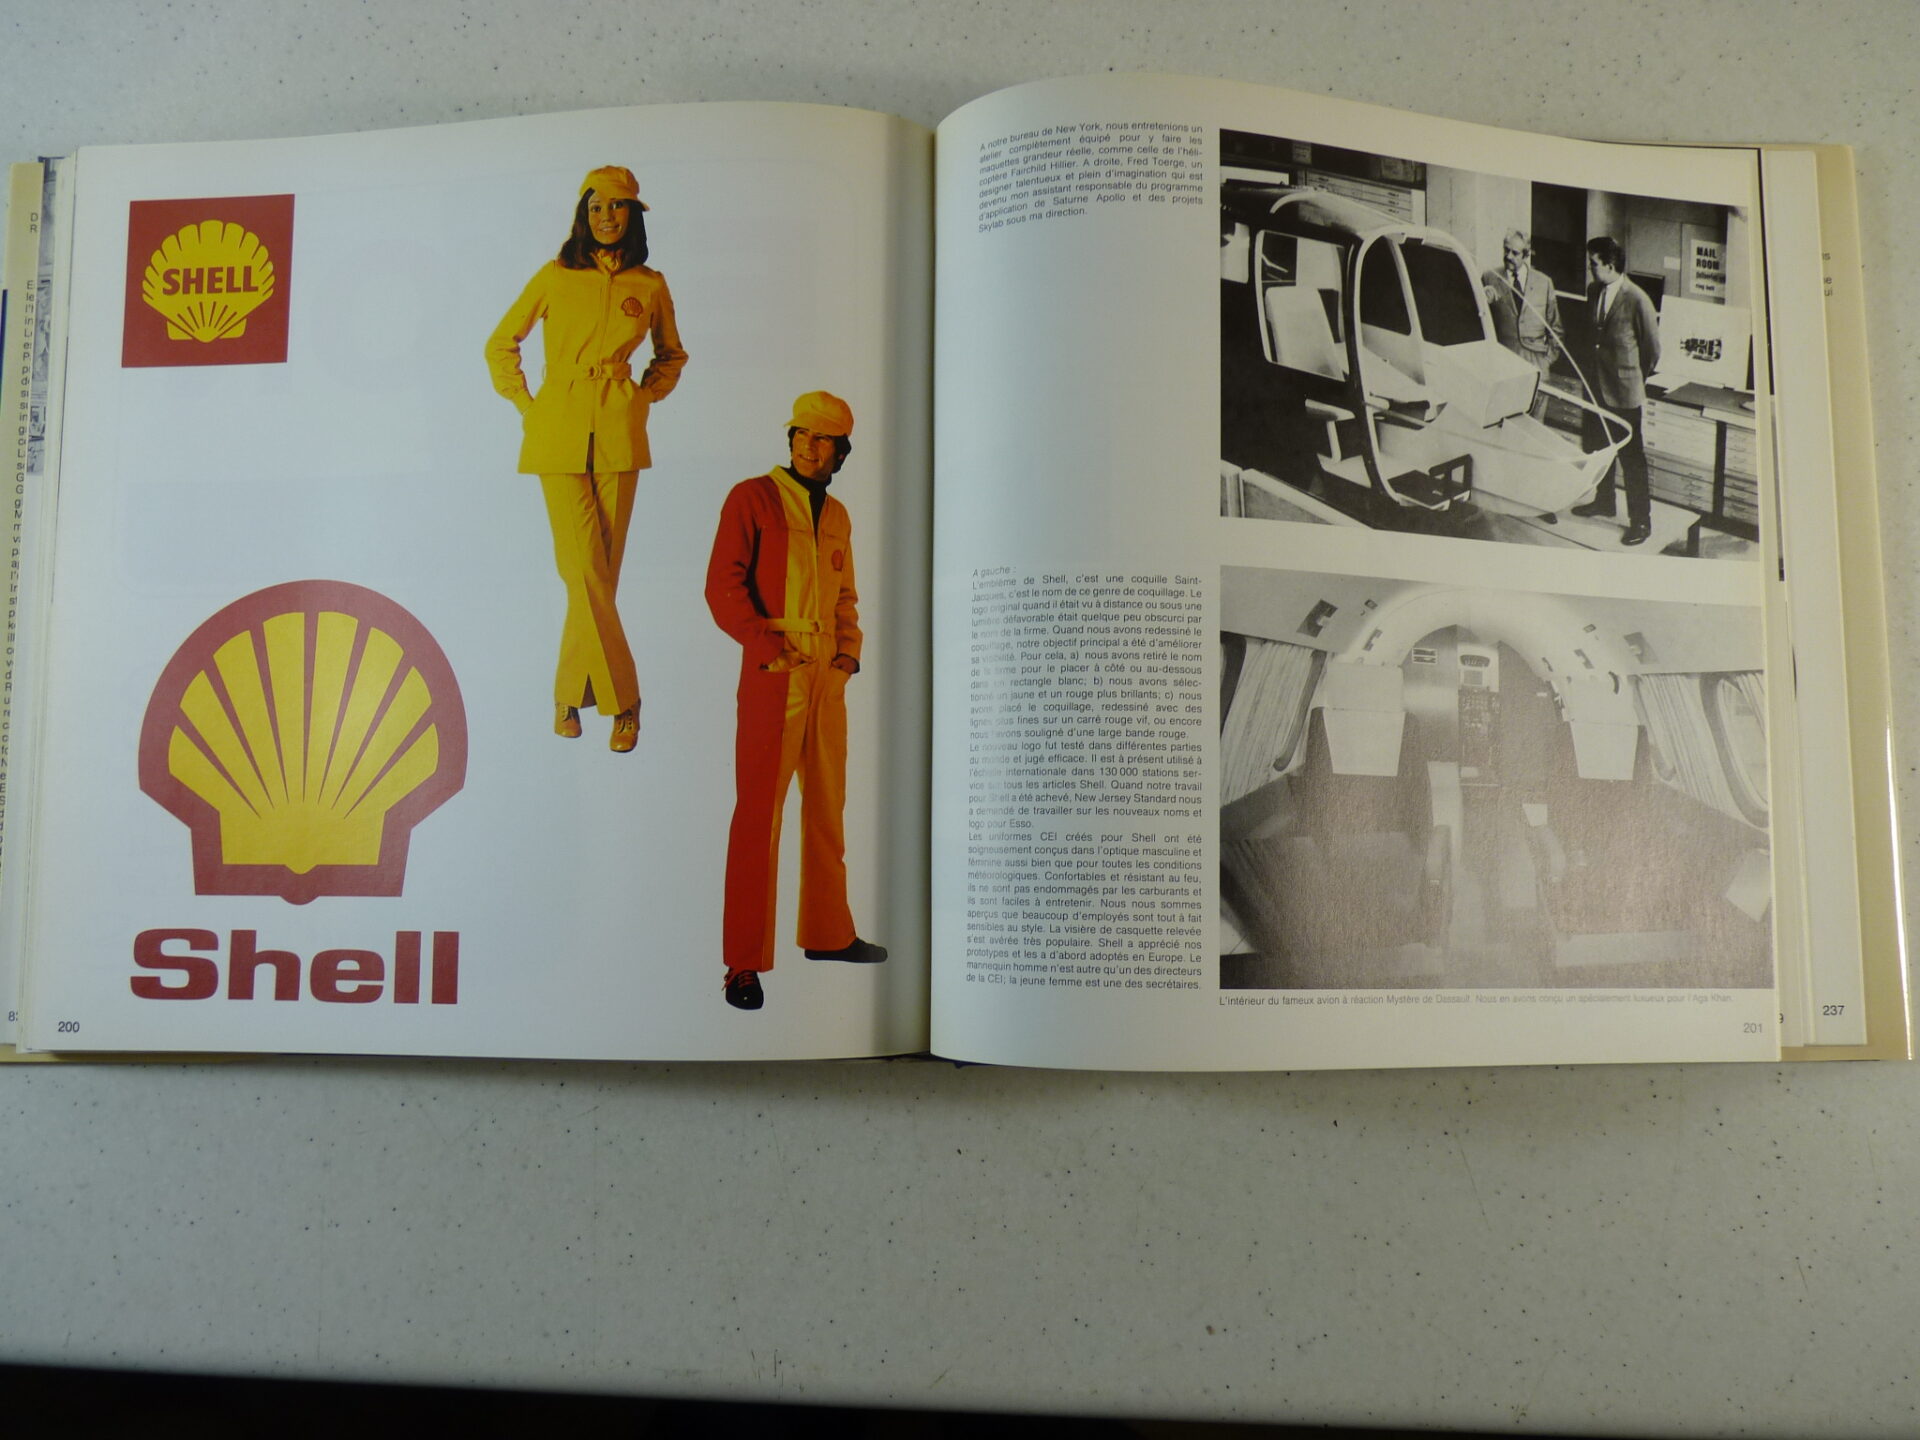 SHELL
Shell
200
A notre bureau de New York, nous entretenions un
atelier complètement équipé pour y faire les
maquettes grandeur réelle, comme celle de l'héli-
coptère Fairchild Hillier. A droite, Fred Toerge, un
designer talentueux et plein d'imagination qui est
devenu mon assistant responsable du programme
d'application de Saturne Apollo et des projets
Skylab sous ma direction.
MAIL
ROOM
A gauche :
L'emblème de Shell, c'est une coquille Saint-
Jacques, c'est le nom de ce genre de coquillage. Le
logo original quand il était vu à distance ou sous une
lumière défavorable était quelque peu obscurci par
le nom de la firme. Quand nous avons redessiné le
coquillage, notre objectif principal a été d'améliorer
sa visibilité. Pour cela, a) nous avons retiré le nom
de la firme pour le placer à côté ou au-dessous
dans un rectangle blanc; b) nous avons sélec-
tionné un jaune et un rouge plus brillants; c) nous
avons placé le coquillage, redessiné avec des
lignes plus fines sur un carré rouge vif, ou encore
nous l'avons souligné d'une large bande rouge.
Le nouveau logo fut testé dans différentes parties
du monde et jugé efficace. Il est à présent utilisé à
l'échelle internationale dans 130 000 stations ser-
vice sur tous les articles Shell. Quand notre travail
pour Shell a été achevé, New Jersey Standard nous
a demandé de travailler sur les nouveaux noms et
logo pour Esso.
Les uniformes CEI créés pour Shell ont été
soigneusement conçus dans l'optique masculine et
féminine aussi bien que pour toutes les conditions
météorologiques. Confortables et résistant au feu,
ils ne sont pas endommagés par les carburants et
ils sont faciles à entretenir. Nous nous sommes
aperçus que beaucoup d'employés sont tout à fait
sensibles au style. La visière de casquette relevée
s'est avérée très populaire. Shell a apprécié nos
prototypes et les a d'abord adoptés en Europe. Le
mannequin homme n'est autre qu'un des directeurs
de la CEI; la jeune femme est une des secrétaires.
L'intérieur du fameux avion à réaction Mystère de Dassault. Nous en avons conçu un spécialement luxueux pour l'Aga Khan.
201
237